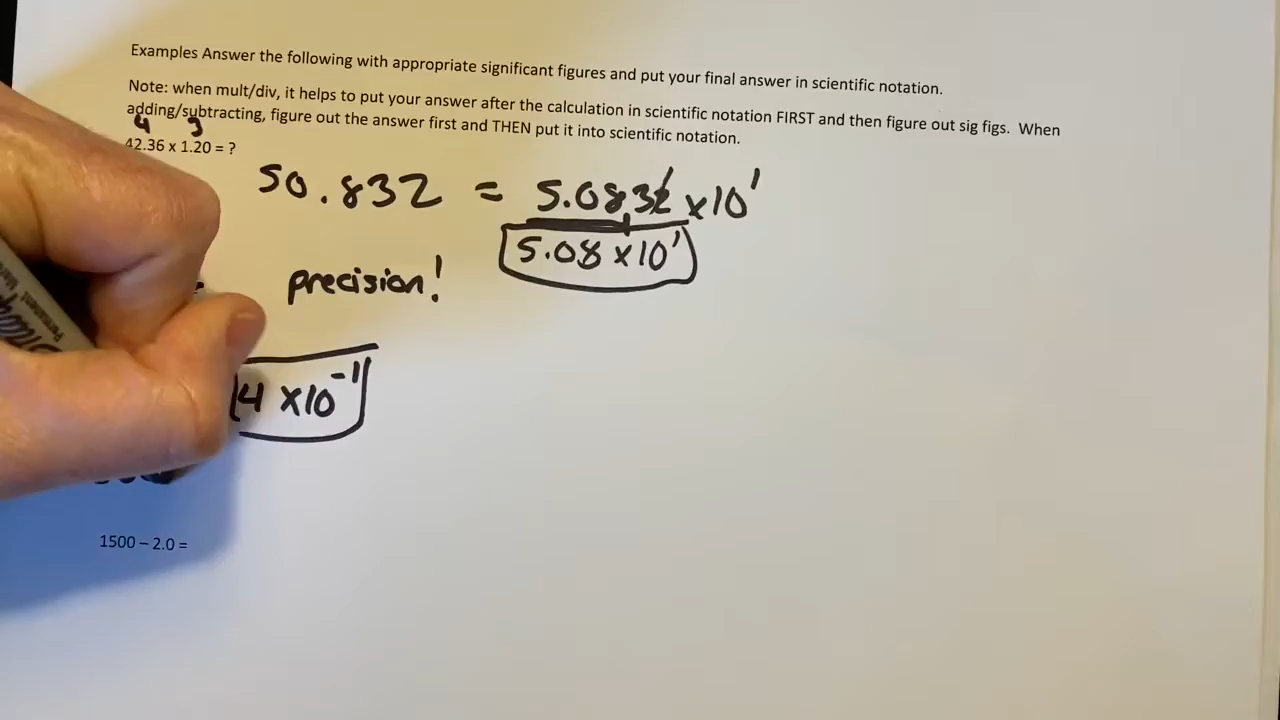 Examples Answer the following with appropriate significant figures and put your final answer in scientific notation.
Note: when mult/div, it helps to put your answer after the calculation in scientific notation FIRST and then figure out sig figs. When
adding/subtracting, figure out the answer first and THEN put it into scientific notation.
4 3
42.36 x 1.20 = ?
50.832 = 5.0832 x10¹
5.08 x10¹
precision!
4 x10⁻¹
1500 – 2.0 =